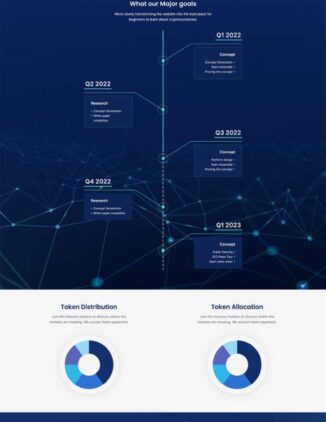 What our Major goals
We're slowly transforming the website into the best place for
beginners to learn about cryptocurrencies.
Q1 2022
Concept
Concept Generation
Team Assemble
Proving the concept
Q2 2022
Research
Concept Generation
White paper
completion
Q3 2022
Concept
Platform design
Team Assemble
Proving the concept
Q4 2022
Research
Concept Generation
White paper completion
Q1 2023
Concept
Public
ICO Press Tour
Open
Token Distribution
Join the industry leaders to discuss where the
markets are heading. We accept token payments.
Token Allocation
Join the industry leaders to discuss where the
markets are heading. We accept token payments.